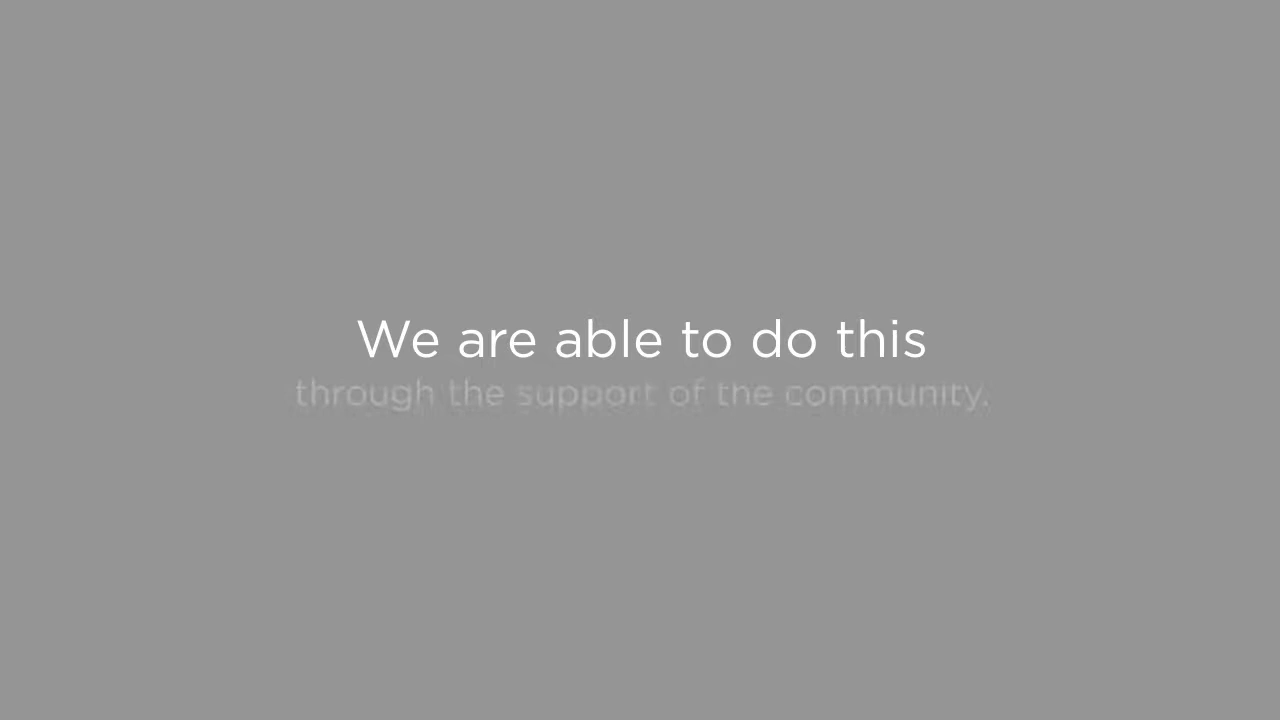 We are able to do this
through the support of the community.